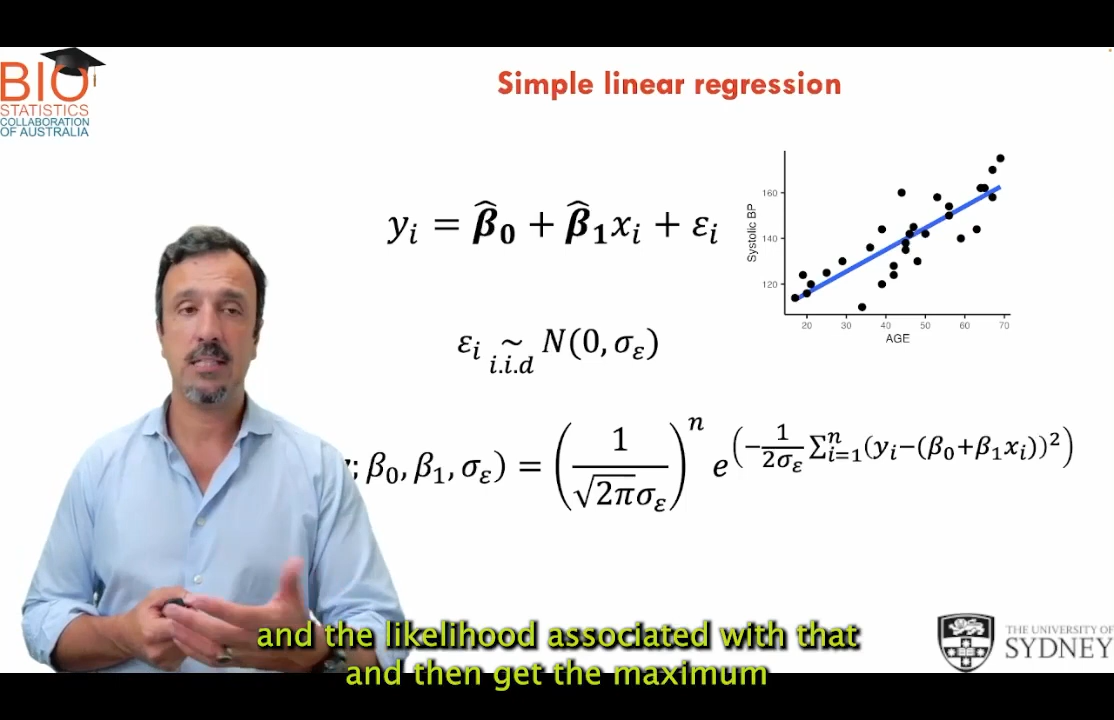 BIO
STATISTICS
COLLABORATION
OF AUSTRALIA
Simple linear regression
yᵢ = β̂₀ + β̂₁xᵢ + εᵢ
Systolic BP
160
140
120
20 30 40 50 60 70
AGE
εᵢ ~ N(0, σ_ε)
i.i.d
; β₀, β₁, σ_ε) = (1/(√2π σ_ε))ⁿ e^(−1/(2σ_ε) Σⁿᵢ₌₁(yᵢ−(β₀+β₁xᵢ))²)
and the likelihood associated with that
and then get the maximum
THE UNIVERSITY OF
SYDNEY